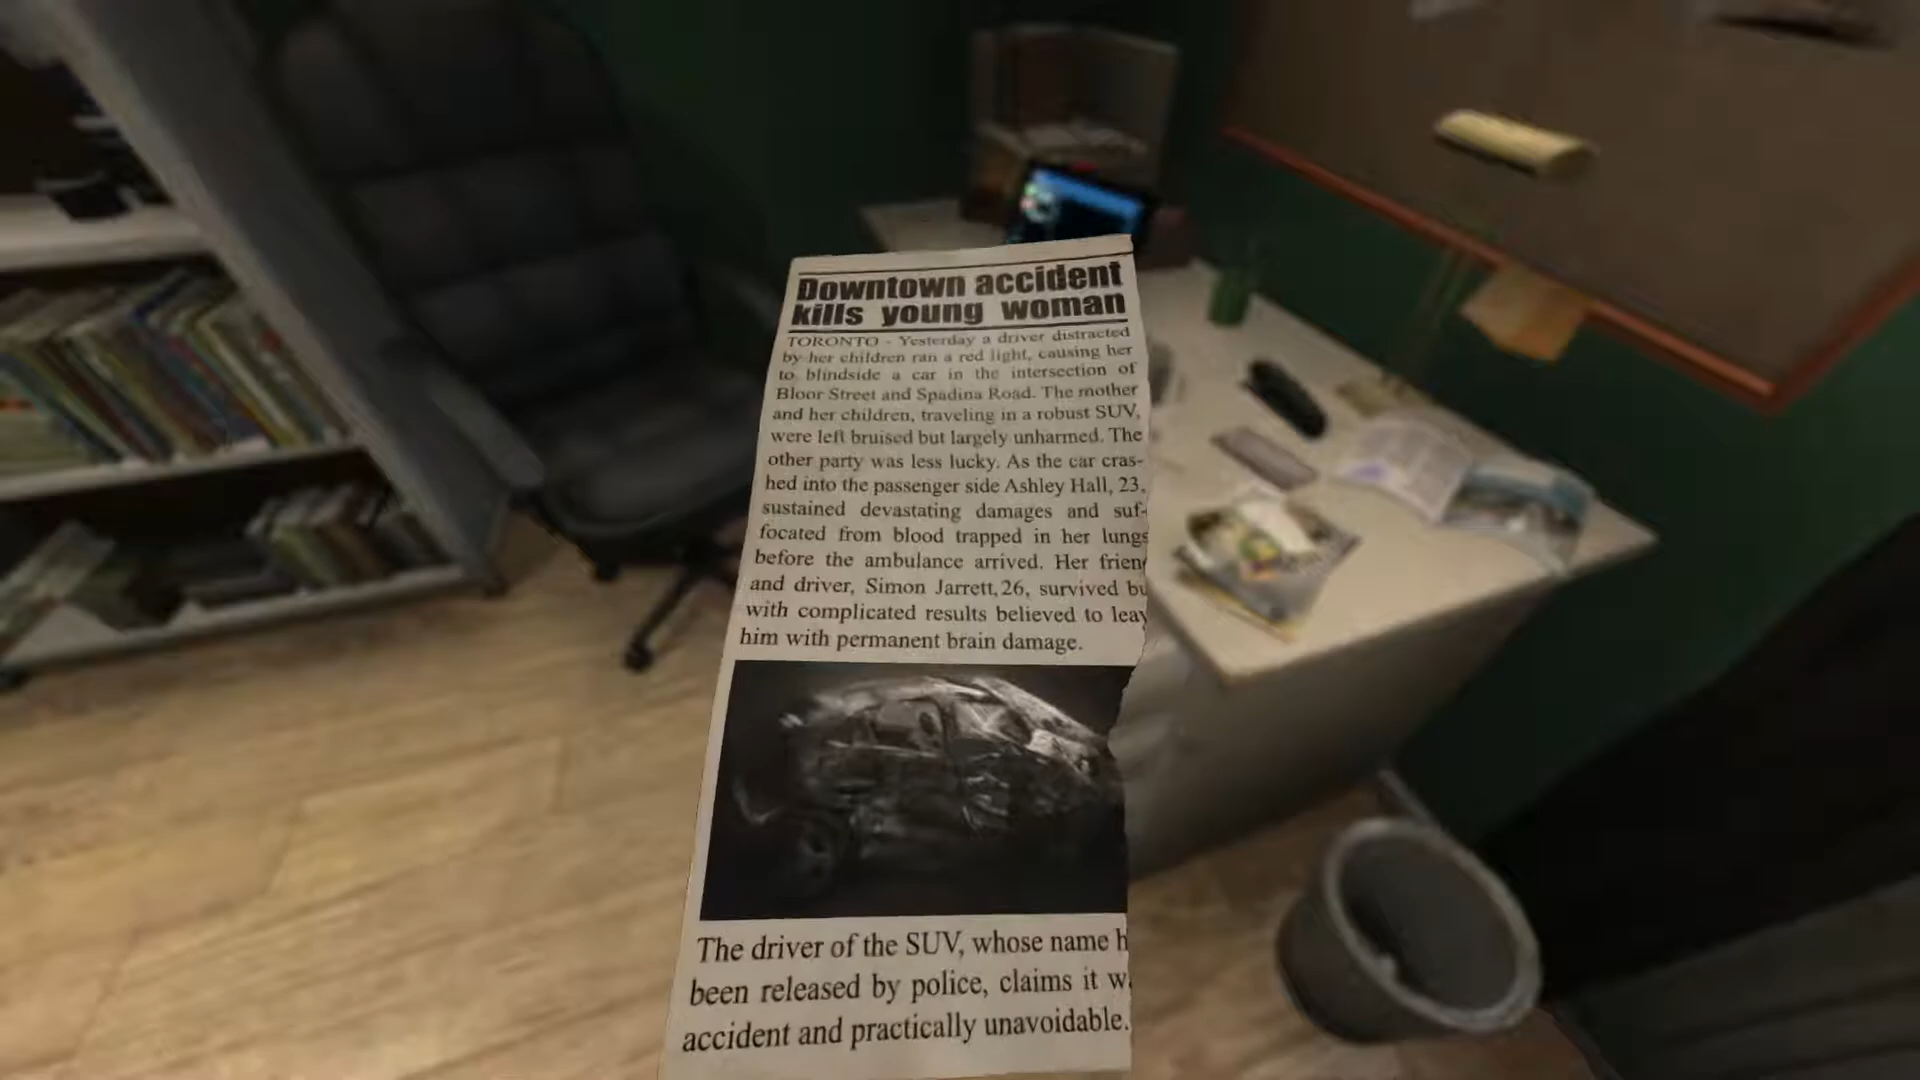 Downtown accident
kills young woman
TORONTO - Yesterday a driver distracted
by her children ran a red light, causing her
to blindside a car in the intersection of
Bloor Street and Spadina Road. The mother
and her children, traveling in a robust SUV,
were left bruised but largely unharmed. The
other party was less lucky. As the car cras-
hed into the passenger side Ashley Hall, 23,
sustained devastating damages and suf-
focated from blood trapped in her lungs
before the ambulance arrived. Her frien
and driver, Simon Jarrett, 26, survived bu
with complicated results believed to leav
him with permanent brain damage.
The driver of the SUV, whose name h
been released by police, claims it w
accident and practically unavoidable.